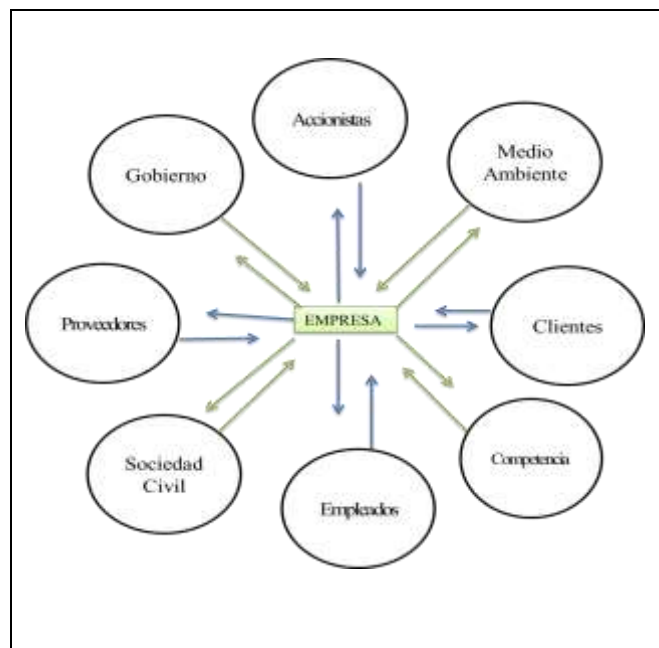 Accionistas
Medio
Ambiente
Gobierno
Proveedores
EMPRESA
Clientes
Sociedad
Civil
Competencia
Empleados